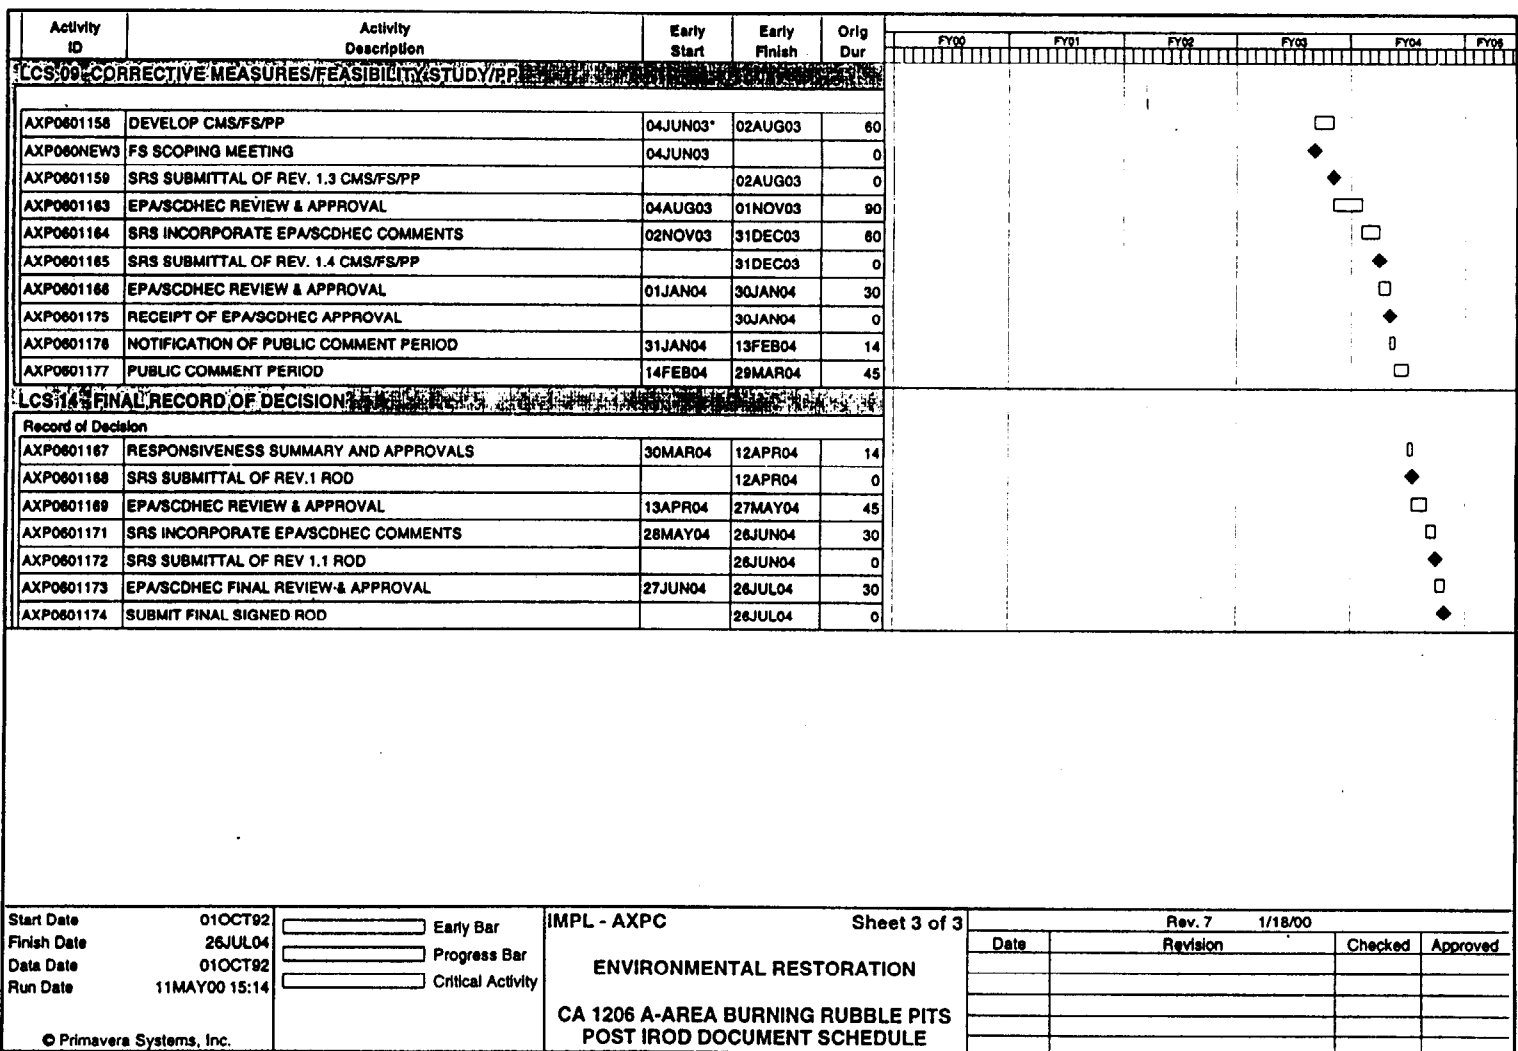 Activity ID Activity Description Early Start Early Finish Orig Dur FY00 FY01 FY02 FY03 FY04 FY05
LCS 09 - CORRECTIVE MEASURES/FEASIBILITY STUDY/PP
AXP0601158 DEVELOP CMS/FS/PP 04JUN03* 02AUG03 60
AXP060NEW3 FS SCOPING MEETING 04JUN03 0
AXP0601159 SRS SUBMITTAL OF REV. 1.3 CMS/FS/PP 02AUG03 0
AXP0601163 EPA/SCDHEC REVIEW & APPROVAL 04AUG03 01NOV03 90
AXP0601164 SRS INCORPORATE EPA/SCDHEC COMMENTS 02NOV03 31DEC03 60
AXP0601165 SRS SUBMITTAL OF REV. 1.4 CMS/FS/PP 31DEC03 0
AXP0601166 EPA/SCDHEC REVIEW & APPROVAL 01JAN04 30JAN04 30
AXP0601175 RECEIPT OF EPA/SCDHEC APPROVAL 30JAN04 0
AXP0601176 NOTIFICATION OF PUBLIC COMMENT PERIOD 31JAN04 13FEB04 14
AXP0601177 PUBLIC COMMENT PERIOD 14FEB04 29MAR04 45
LCS 14 - FINAL RECORD OF DECISION
Record of Decision
AXP0601167 RESPONSIVENESS SUMMARY AND APPROVALS 30MAR04 12APR04 14
AXP0601168 SRS SUBMITTAL OF REV.1 ROD 12APR04 0
AXP0601169 EPA/SCDHEC REVIEW & APPROVAL 13APR04 27MAY04 45
AXP0601171 SRS INCORPORATE EPA/SCDHEC COMMENTS 28MAY04 26JUN04 30
AXP0601172 SRS SUBMITTAL OF REV 1.1 ROD 26JUN04 0
AXP0601173 EPA/SCDHEC FINAL REVIEW & APPROVAL 27JUN04 26JUL04 30
AXP0601174 SUBMIT FINAL SIGNED ROD 26JUL04 0
Start Date 01OCT92
Finish Date 26JUL04
Data Date 01OCT92
Run Date 11MAY00 15:14
© Primavera Systems, Inc.
Early Bar
Progress Bar
Critical Activity
IMPL - AXPC Sheet 3 of 3
ENVIRONMENTAL RESTORATION
CA 1206 A-AREA BURNING RUBBLE PITS
POST IROD DOCUMENT SCHEDULE
Rev. 7 1/18/00
Date Revision Checked Approved